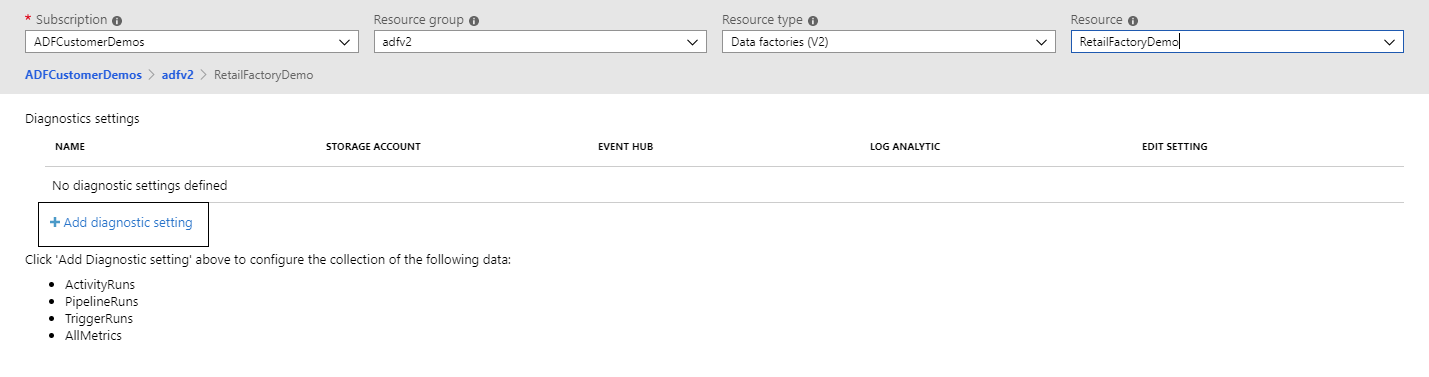 * Subscription Resource group Resource type Resource
ADFCustomerDemos adfv2 Data factories (V2) RetailFactoryDemo
ADFCustomerDemos > adfv2 > RetailFactoryDemo
Diagnostics settings
NAME STORAGE ACCOUNT EVENT HUB LOG ANALYTIC EDIT SETTING
No diagnostic settings defined
+ Add diagnostic setting
Click 'Add Diagnostic setting' above to configure the collection of the following data:
• ActivityRuns
• PipelineRuns
• TriggerRuns
• AllMetrics